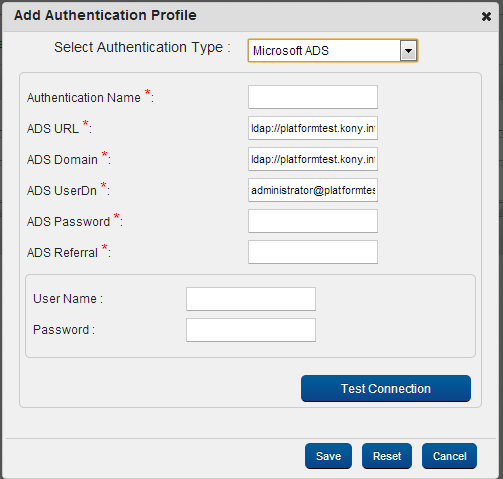 Add Authentication Profile
Select Authentication Type :
Microsoft ADS
Authentication Name *:
ADS URL *:
ldap://platformtest.kony.in
ADS Domain *:
ldap://platformtest.kony.in
ADS UserDn *:
administrator@platformtes
ADS Password*:
ADS Referral *:
User Name :
Password :
Test Connection
Save
Reset
Cancel